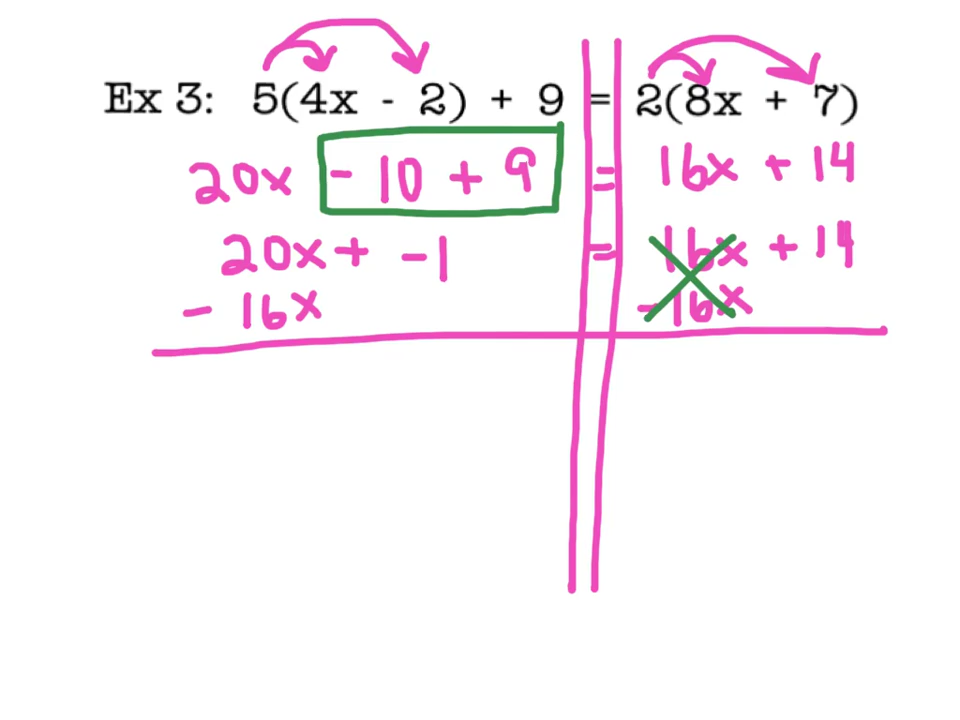 Ex 3: 5(4x - 2) + 9 = 2(8x + 7)
20x - 10 + 9 = 16x + 14
20x + -1 = 16x + 14
- 16x - 16x